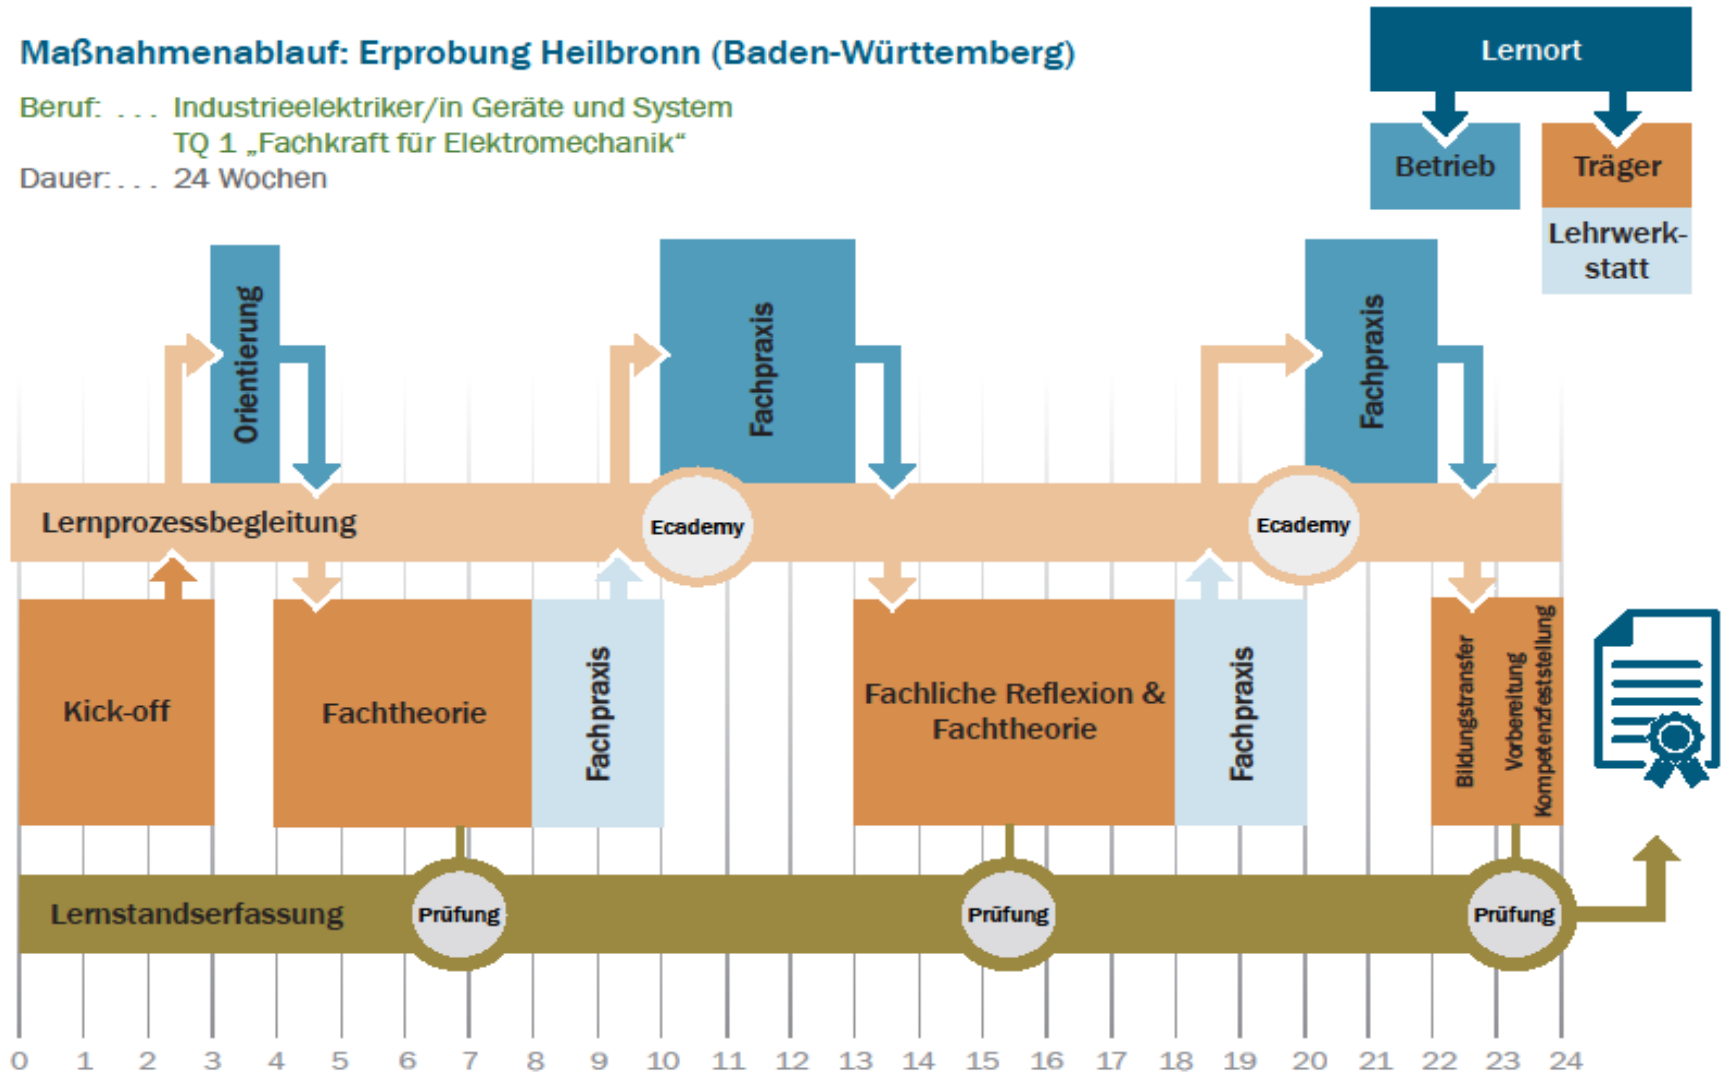 Maßnahmenablauf: Erprobung Heilbronn (Baden-Württemberg)
Beruf: . . . Industrieelektriker/in Geräte und System
TQ 1 „Fachkraft für Elektromechanik“
Dauer: . . . 24 Wochen
Lernort
Betrieb
Träger
Lehrwerk-
statt
Orientierung
Fachpraxis
Fachpraxis
Lernprozessbegleitung
Ecademy
Ecademy
Kick-off
Fachtheorie
Fachpraxis
Fachliche Reflexion &
Fachtheorie
Fachpraxis
Bildungstransfer
Vorbereitung
Kompetenzfeststellung
Lernstandserfassung
Prüfung
Prüfung
Prüfung
0 1 2 3 4 5 6 7 8 9 10 11 12 13 14 15 16 17 18 19 20 21 22 23 24